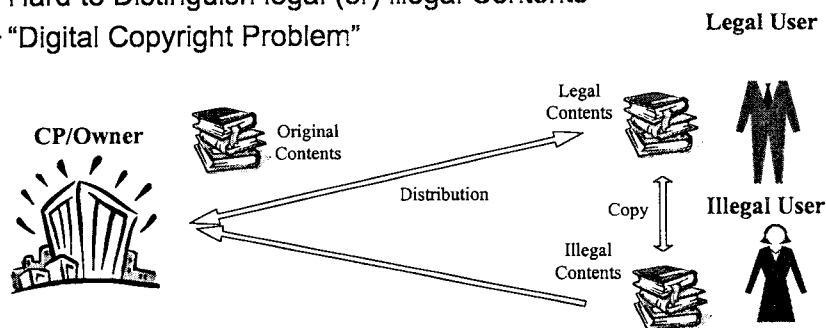 Hard to Distinguish legal (or) illegal Contents
"Digital Copyright Problem"
Legal User
Legal
Contents
CP/Owner
Original
Contents
Distribution
Copy
Illegal User
Illegal
Contents